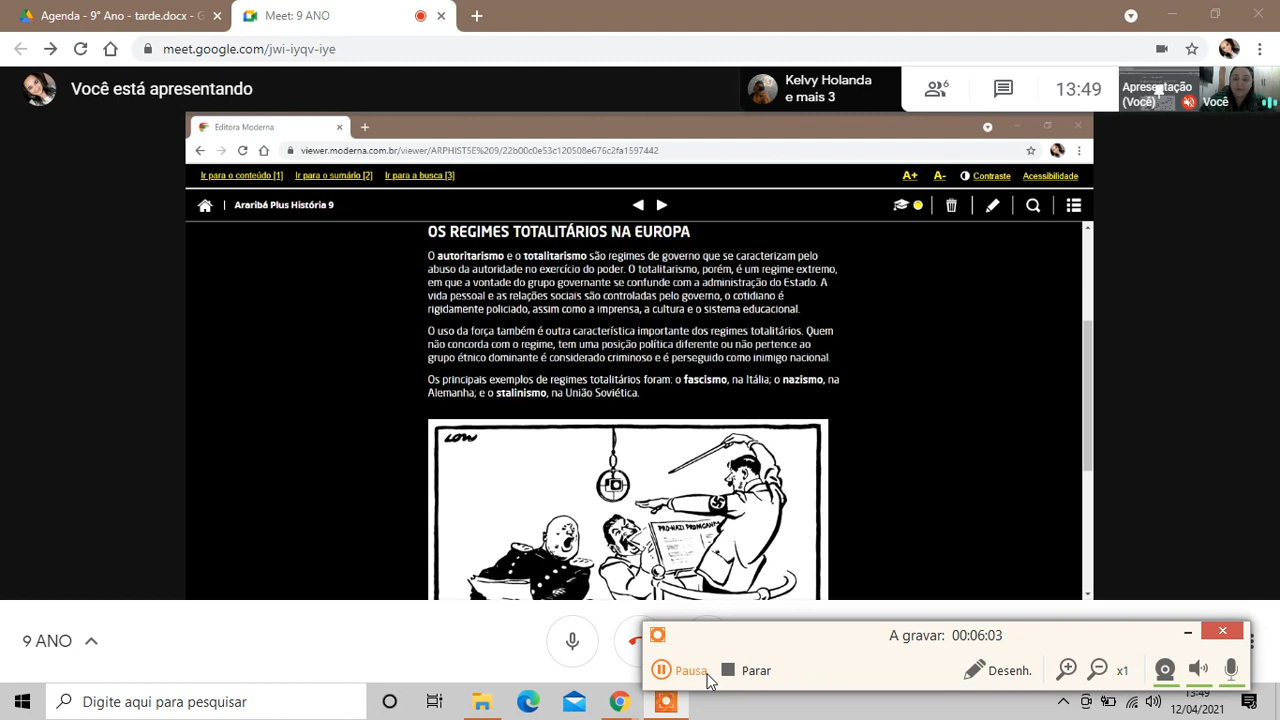 Agenda - 9° Ano - tarde.docx - G
Meet: 9 ANO
meet.google.com/jwi-iyqv-iye
Você está apresentando
Kelvy Holanda
e mais 3
6
13:49
Apresentação
(Você)
Você
Editora Moderna
viewer.moderna.com.br/viewer/ARPHIST5E%209/22b00c0e53c120508e676c2fa1597442
Ir para o conteúdo [1]
Ir para o sumário [2]
Ir para a busca [3]
A+
A-
Contraste
Acessibilidade
Araribá Plus História 9
OS REGIMES TOTALITÁRIOS NA EUROPA
O autoritarismo e o totalitarismo são regimes de governo que se caracterizam pelo
abuso da autoridade no exercício do poder. O totalitarismo, porém, é um regime extremo,
em que a vontade do grupo governante se confunde com a administração do Estado. A
vida pessoal e as relações sociais são controladas pelo governo, o cotidiano é
rigidamente policiado, assim como a imprensa, a cultura e o sistema educacional.
O uso da força também é outra característica importante dos regimes totalitários. Quem
não concorda com o regime, tem uma posição política diferente ou não pertence ao
grupo étnico dominante é considerado criminoso e é perseguido como inimigo nacional.
Os principais exemplos de regimes totalitários foram: o fascismo, na Itália; o nazismo, na
Alemanha; e o stalinismo, na União Soviética.
LOW
PRO-NAZI PROPAGANDA
9 ANO
A gravar: 00:06:03
Pausa
Parar
Desenh.
x1
Digite aqui para pesquisar
13:49
12/04/2021